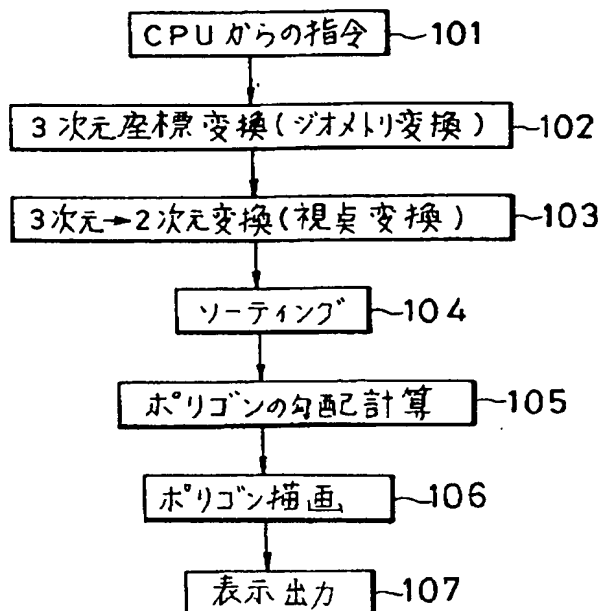 CPUからの指令 101
3次元座標変換(ジオメトリ変換) 102
3次元→2次元変換(視点変換) 103
ソーティング 104
ポリゴンの勾配計算 105
ポリゴン描画 106
表示出力 107